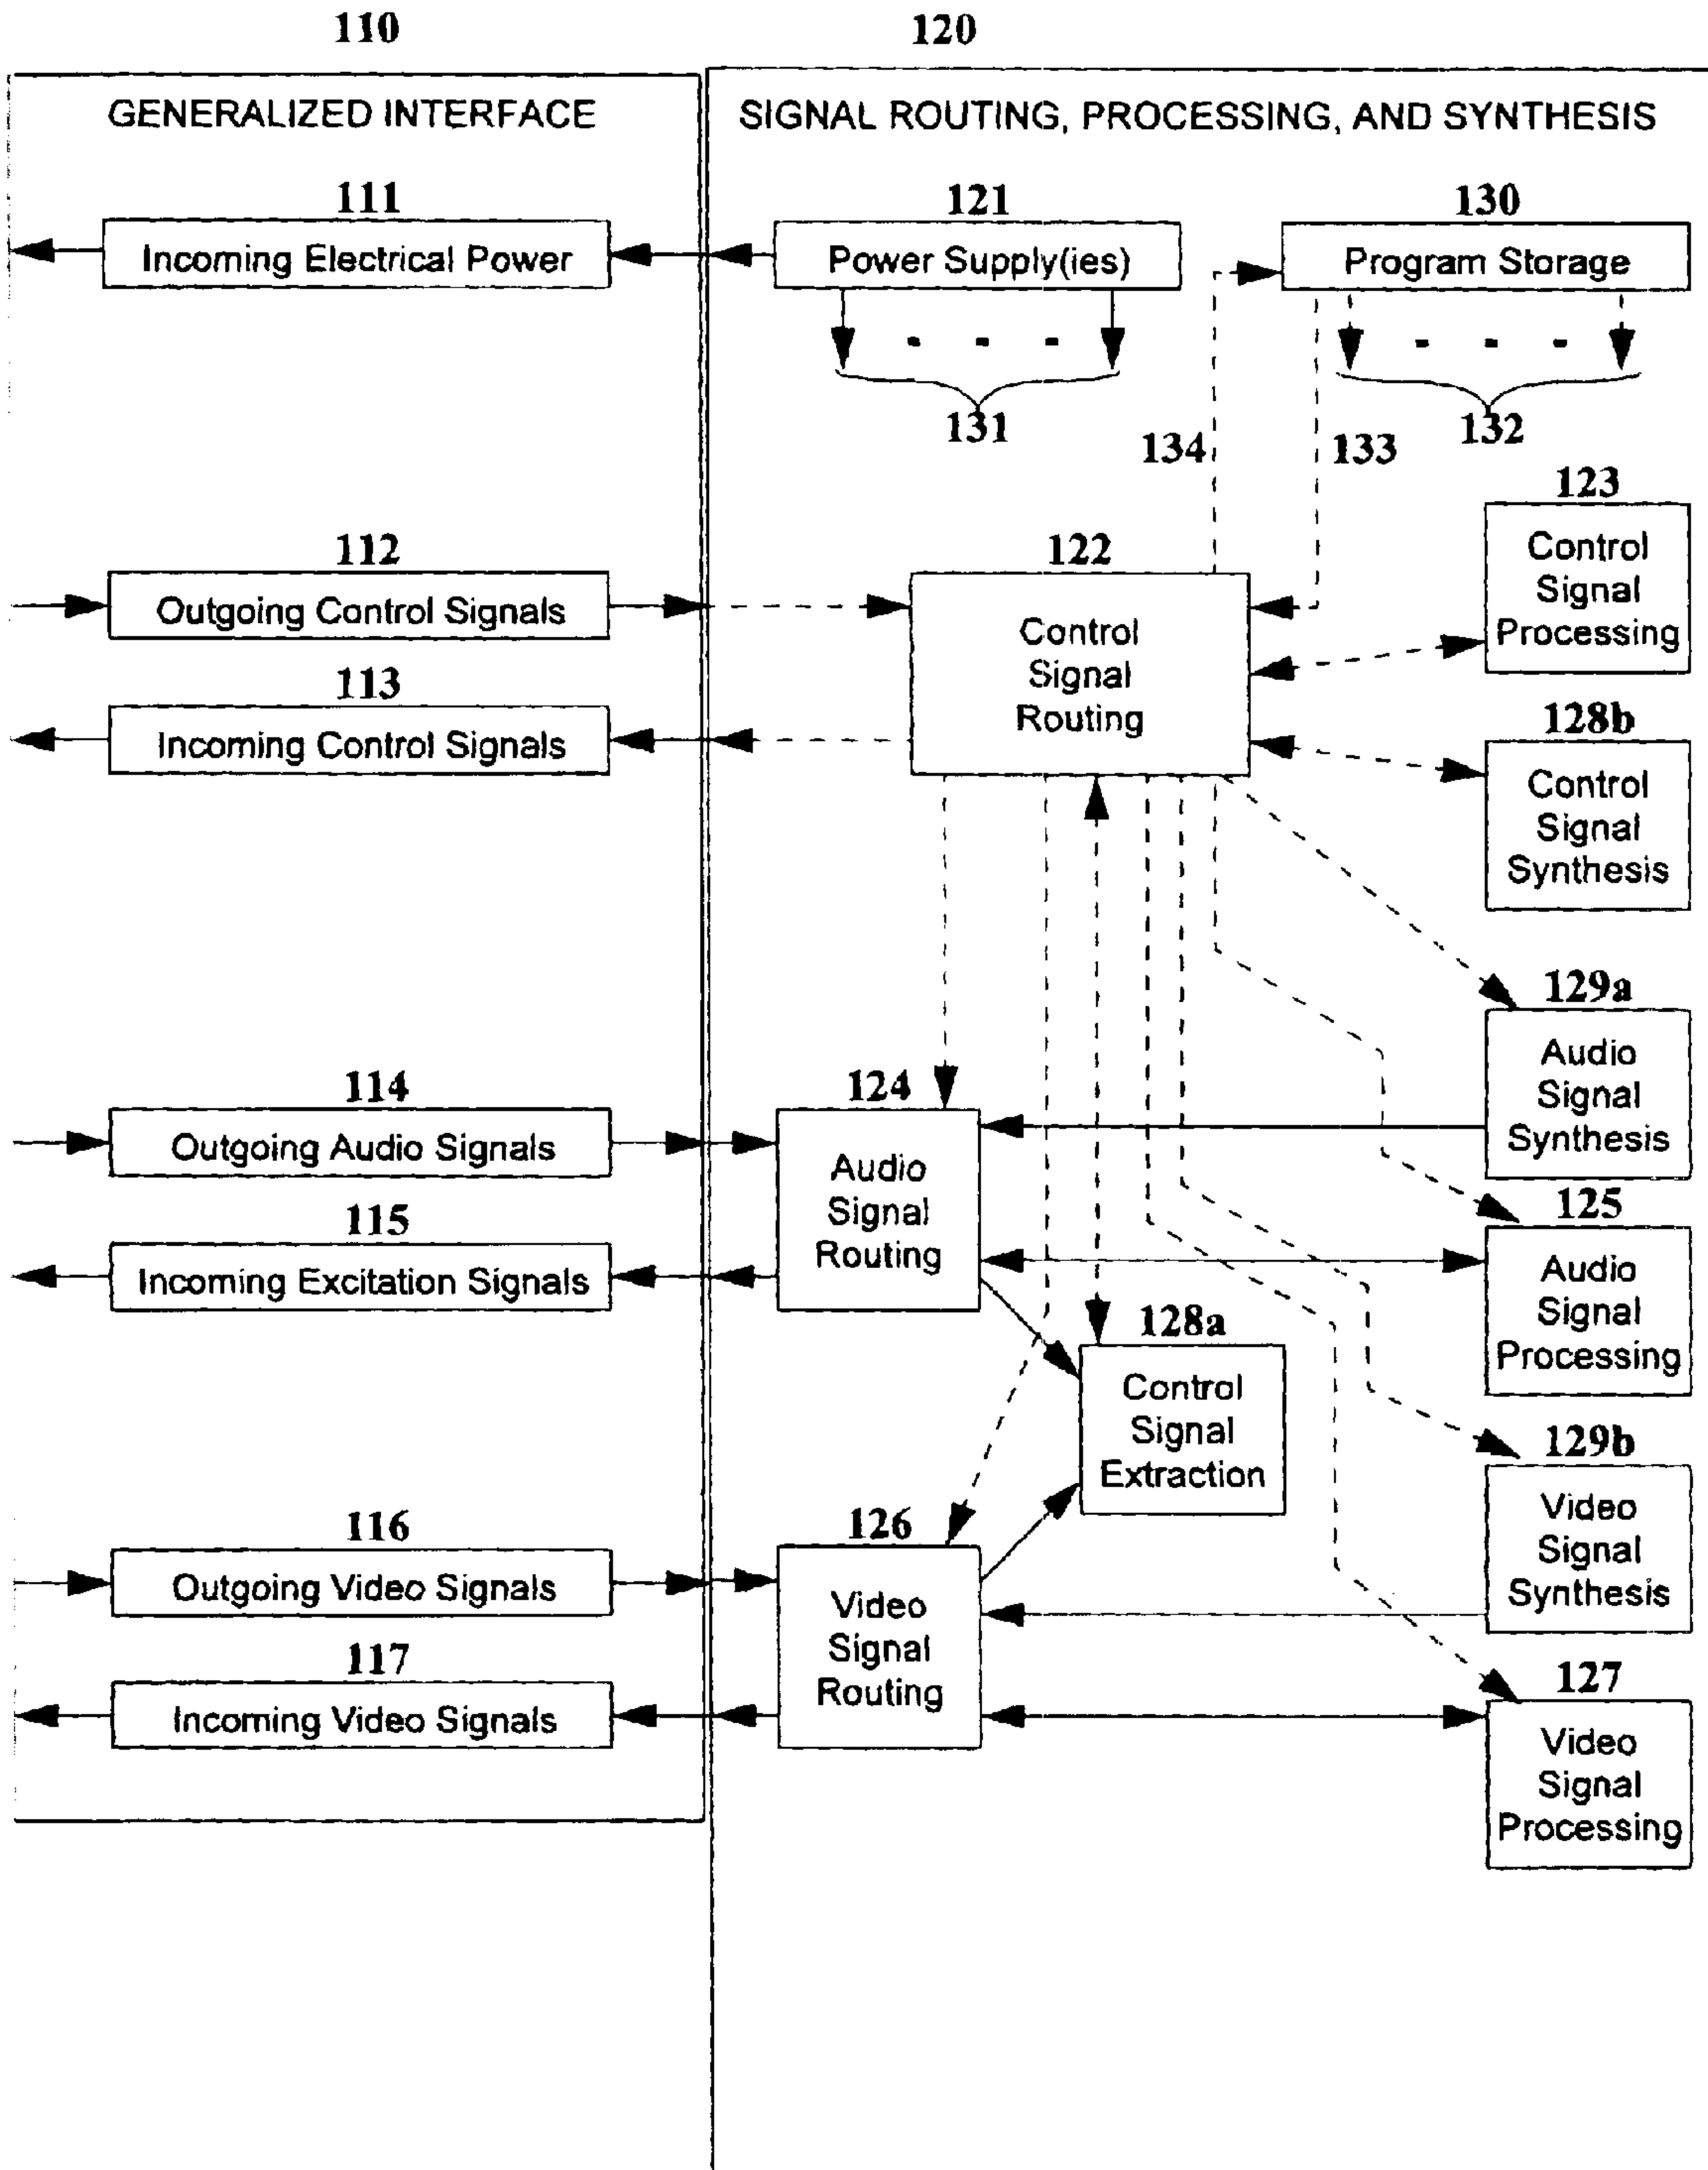 110
120
GENERALIZED INTERFACE
SIGNAL ROUTING, PROCESSING, AND SYNTHESIS
111
Incoming Electrical Power
121
Power Supply(ies)
130
Program Storage
131
132
134
133
112
Outgoing Control Signals
113
Incoming Control Signals
122
Control
Signal
Routing
123
Control
Signal
Processing
128b
Control
Signal
Synthesis
129a
Audio
Signal
Synthesis
114
Outgoing Audio Signals
115
Incoming Excitation Signals
124
Audio
Signal
Routing
125
Audio
Signal
Processing
128a
Control
Signal
Extraction
129b
Video
Signal
Synthesis
116
Outgoing Video Signals
117
Incoming Video Signals
126
Video
Signal
Routing
127
Video
Signal
Processing